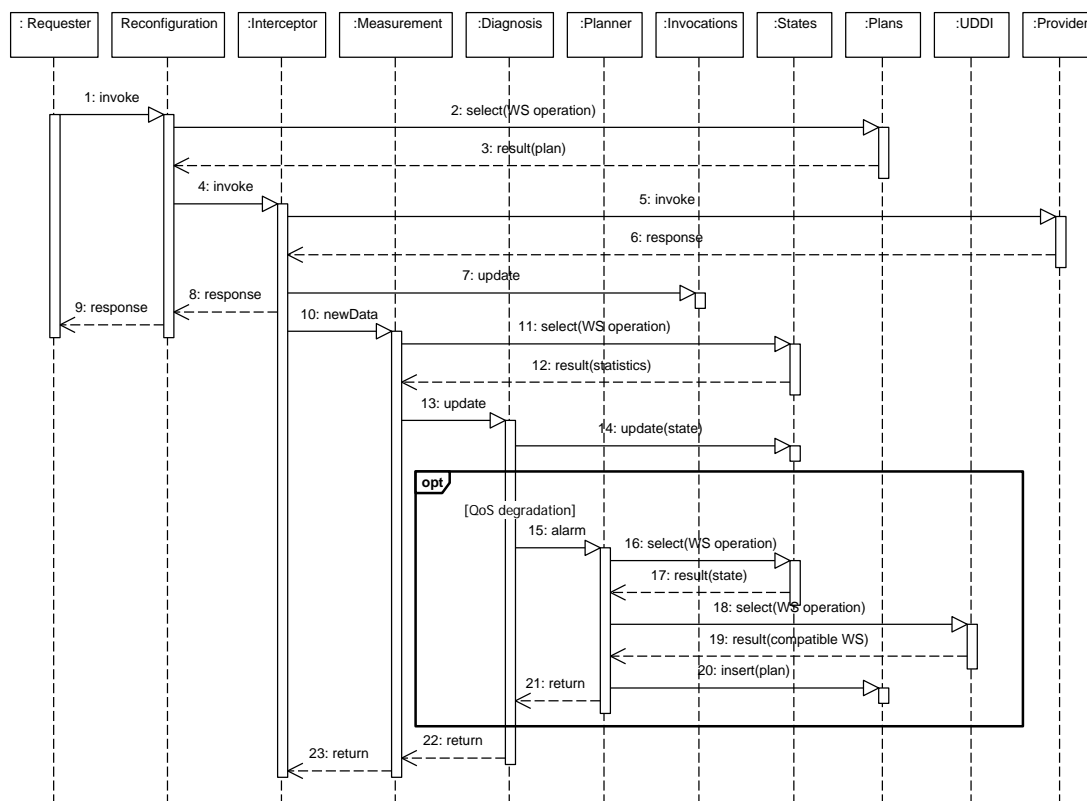 : Requester
Reconfiguration
:Interceptor
:Measurement
:Diagnosis
:Planner
:Invocations
:States
:Plans
:UDDI
:Provider
1: invoke
2: select(WS operation)
3: result(plan)
4: invoke
5: invoke
6: response
7: update
8: response
9: response
10: newData
11: select(WS operation)
12: result(statistics)
13: update
14: update(state)
opt
[QoS degradation]
15: alarm
16: select(WS operation)
17: result(state)
18: select(WS operation)
19: result(compatible WS)
20: insert(plan)
21: return
22: return
23: return